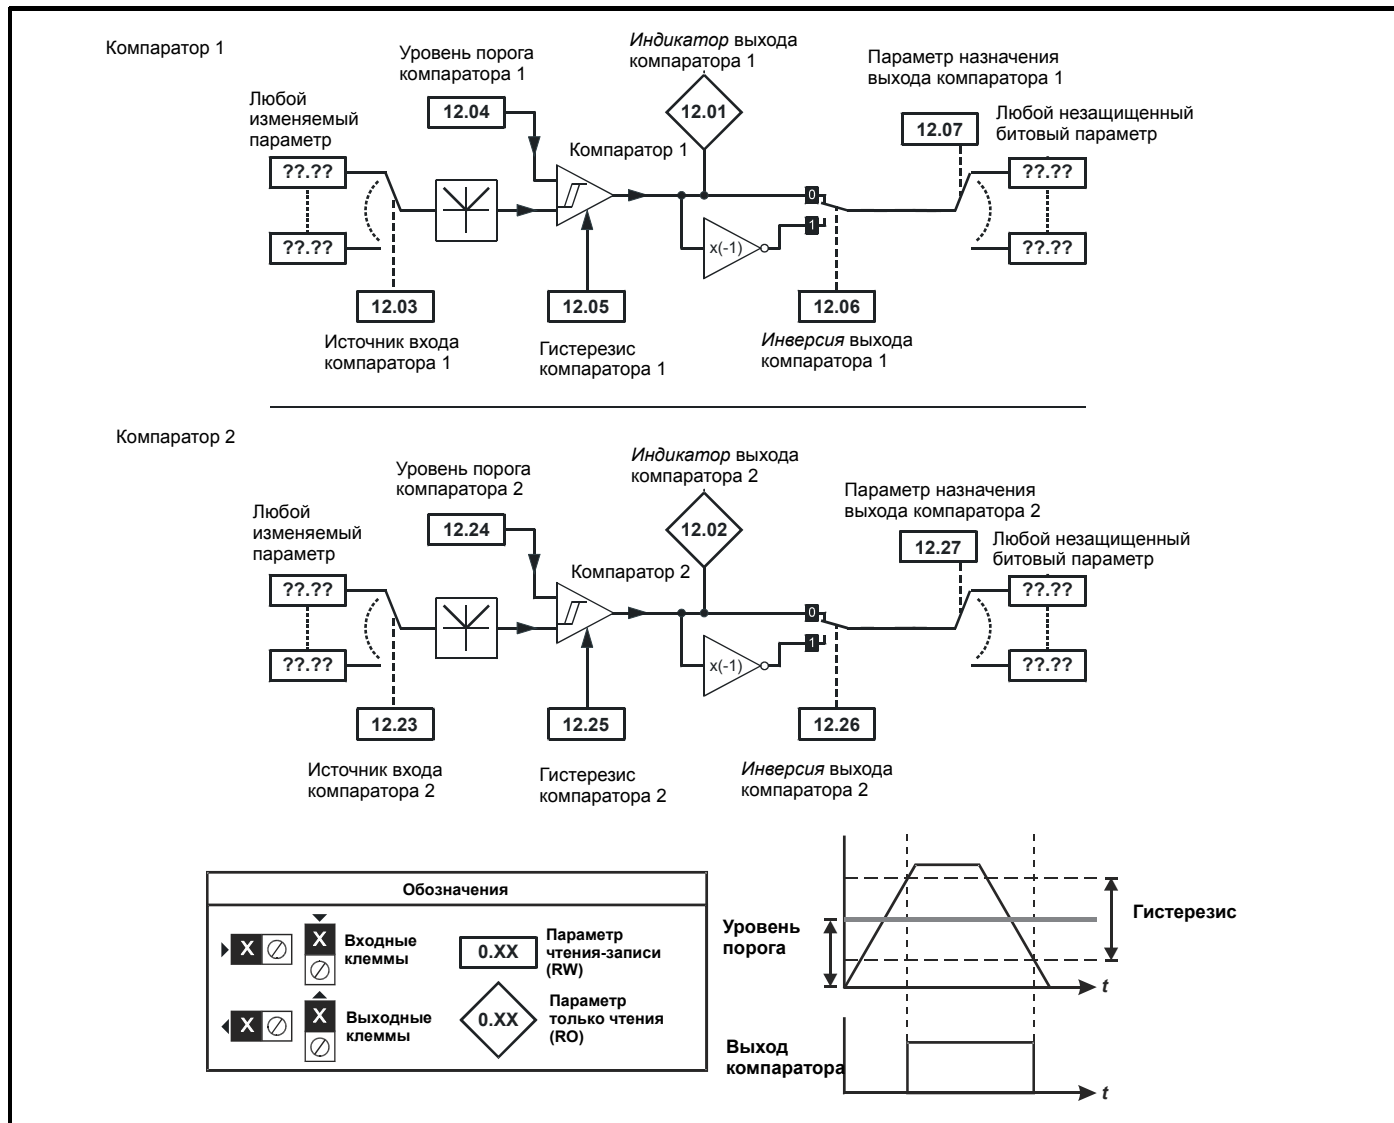 Компаратор 1
Уровень порога
компаратора 1
Индикатор выхода
компаратора 1
Параметр назначения
выхода компаратора 1
Любой
изменяемый
параметр
12.04
12.01
12.07
Любой незащищенный
битовый параметр
Компаратор 1
??.??
??.??
0
1
x(-1)
??.??
??.??
12.03
12.05
12.06
Источник входа
компаратора 1
Гистерезис
компаратора 1
Инверсия выхода
компаратора 1
Компаратор 2
Уровень порога
компаратора 2
Индикатор выхода
компаратора 2
Параметр назначения
выхода компаратора 2
Любой
изменяемый
параметр
12.24
12.02
12.27
Любой незащищенный
битовый параметр
Компаратор 2
??.??
??.??
0
1
x(-1)
??.??
??.??
12.23
12.25
12.26
Источник входа
компаратора 2
Гистерезис
компаратора 2
Инверсия выхода
компаратора 2
Обозначения
X
X
Входные
клеммы
0.XX
Параметр
чтения-записи
(RW)
X
X
Выходные
клеммы
0.XX
Параметр
только чтения
(RO)
Уровень
порога
Гистерезис
t
Выход
компаратора
t